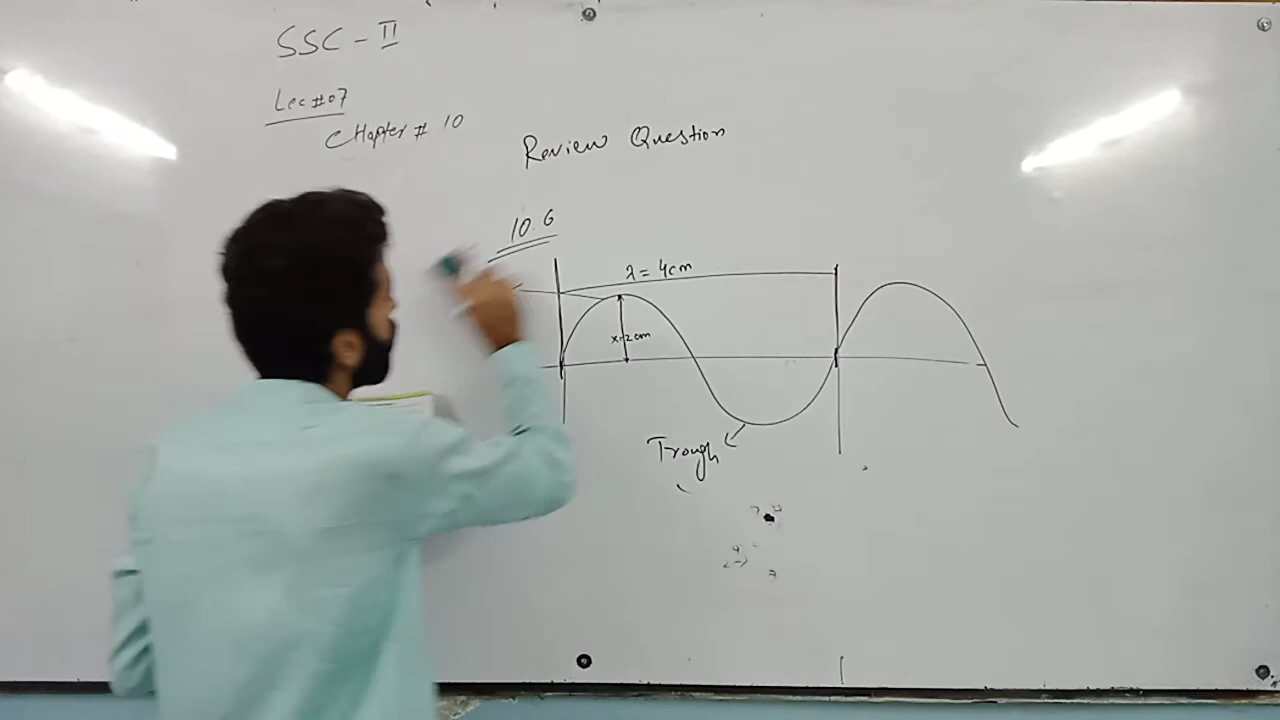 SSC - II
Lec # 07
CHapter # 10
Review Question
10.6
λ = 4cm
x=2cm
Trough